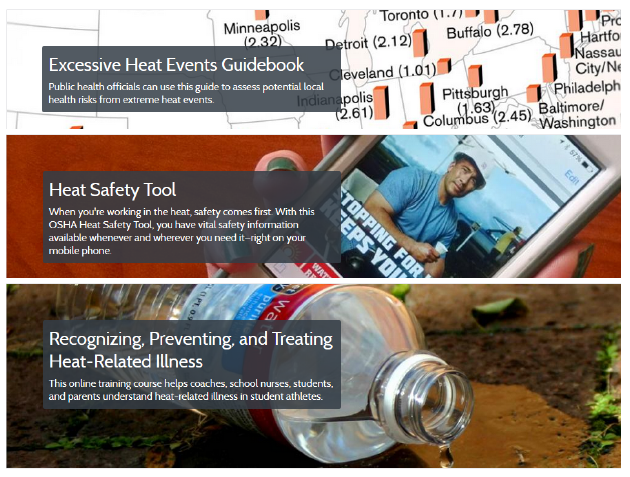 Toronto (1.7)
Minneapolis
(2.32)
Buffalo (2.78)
Detroit (2.12)
Hartfo
Nassau
City/Ne
Excessive Heat Events Guidebook
Cleveland (1.01)
Public health officials can use this guide to assess potential local
health risks from extreme heat events.
Indianapolis
(2.61)
Pittsburgh
(1.63)
Philadelph
Columbus (2.45)
Baltimore/
Washington
57%
Edit
Heat Safety Tool
When you're working in the heat, safety comes first. With this
OSHA Heat Safety Tool, you have vital safety information
available whenever and wherever you need it—right on your
mobile phone.
STOPPING FOR
KEEPS YOU
WAT
Recognizing, Preventing, and Treating
Heat-Related Illness
This online training course helps coaches, school nurses, students,
and parents understand heat-related illness in student athletes.